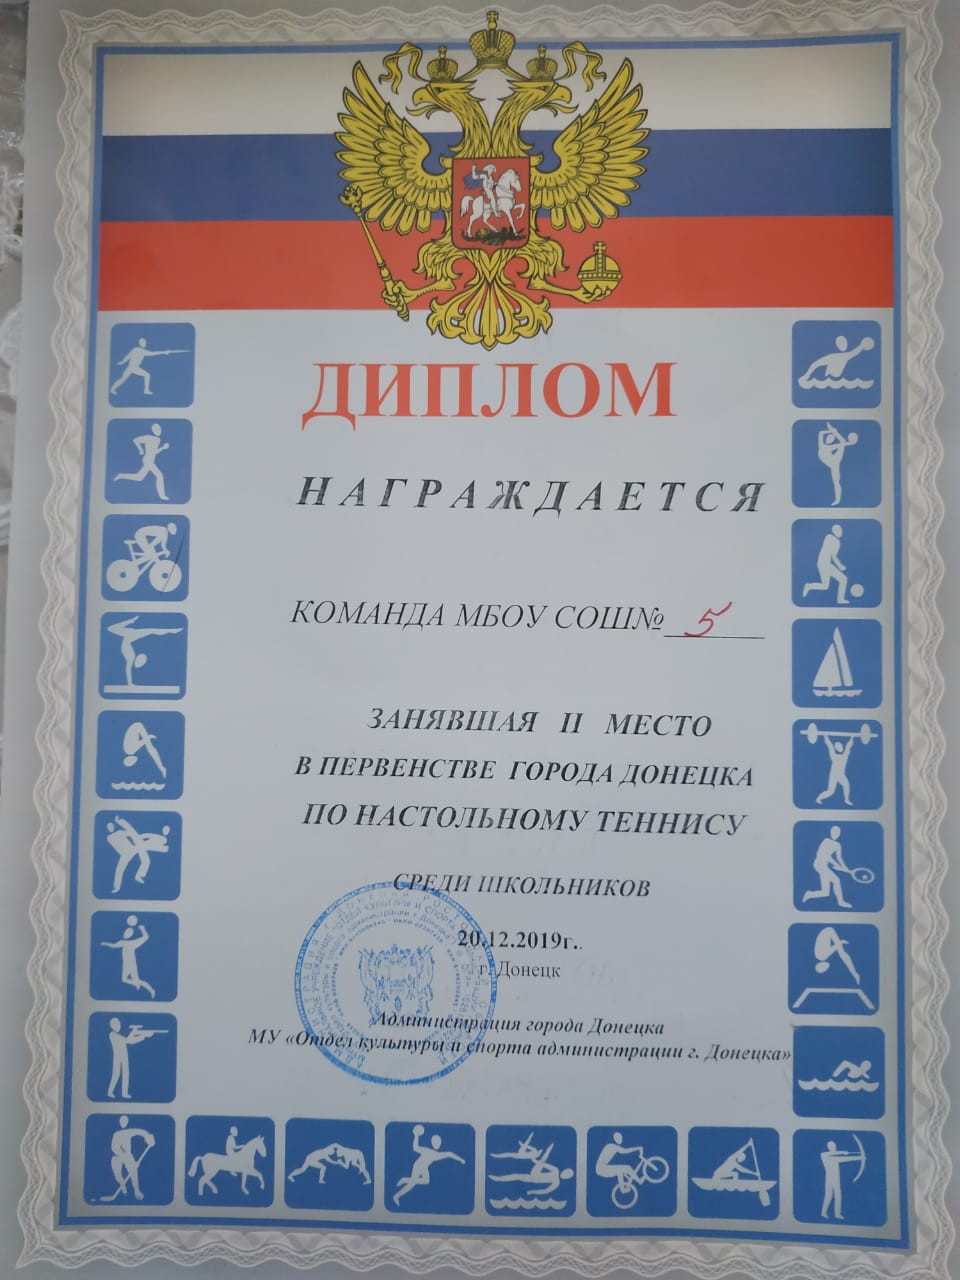 ДИПЛОМ
НАГРАЖДАЕТСЯ
КОМАНДА МБОУ СОШ№ 5
ЗАНЯВШАЯ II МЕСТО
В ПЕРВЕНСТВЕ ГОРОДА ДОНЕЦКА
ПО НАСТОЛЬНОМУ ТЕННИСУ
СРЕДИ ШКОЛЬНИКОВ
20.12.2019г.
г. Донецк
Администрация города Донецка
МУ «Отдел культуры и спорта администрации г. Донецка»